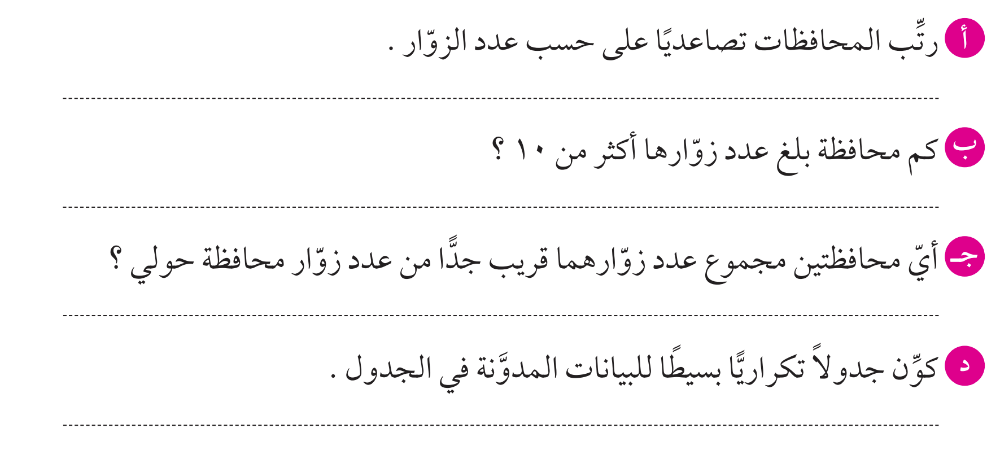 أ رتِّب المحافظات تصاعديًا على حسب عدد الزوّار .
ب كم محافظة بلغ عدد زوّارها أكثر من ١٠ ؟
جـ أيّ محافظتين مجموع عدد زوّارهما قريب جدًّا من عدد زوّار محافظة حولي ؟
د كوِّن جدولاً تكراريًّا بسيطًا للبيانات المدوَّنة في الجدول .